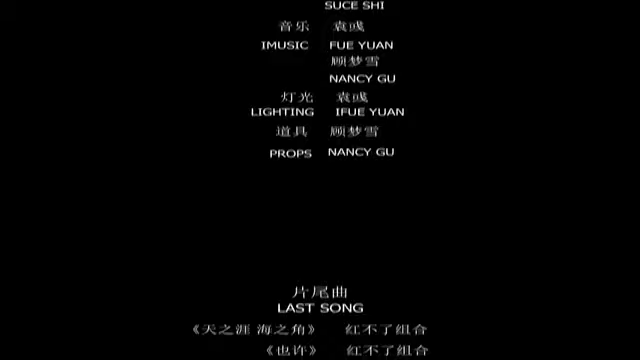 SUCE SHI
音乐 袁彧
IMUSIC FUE YUAN
顾梦雪
NANCY GU
灯光 袁彧
LIGHTING IFUE YUAN
道具 顾梦雪
PROPS NANCY GU
片尾曲
LAST SONG
《天之涯 海之角》 红不了组合
《也许》 红不了组合